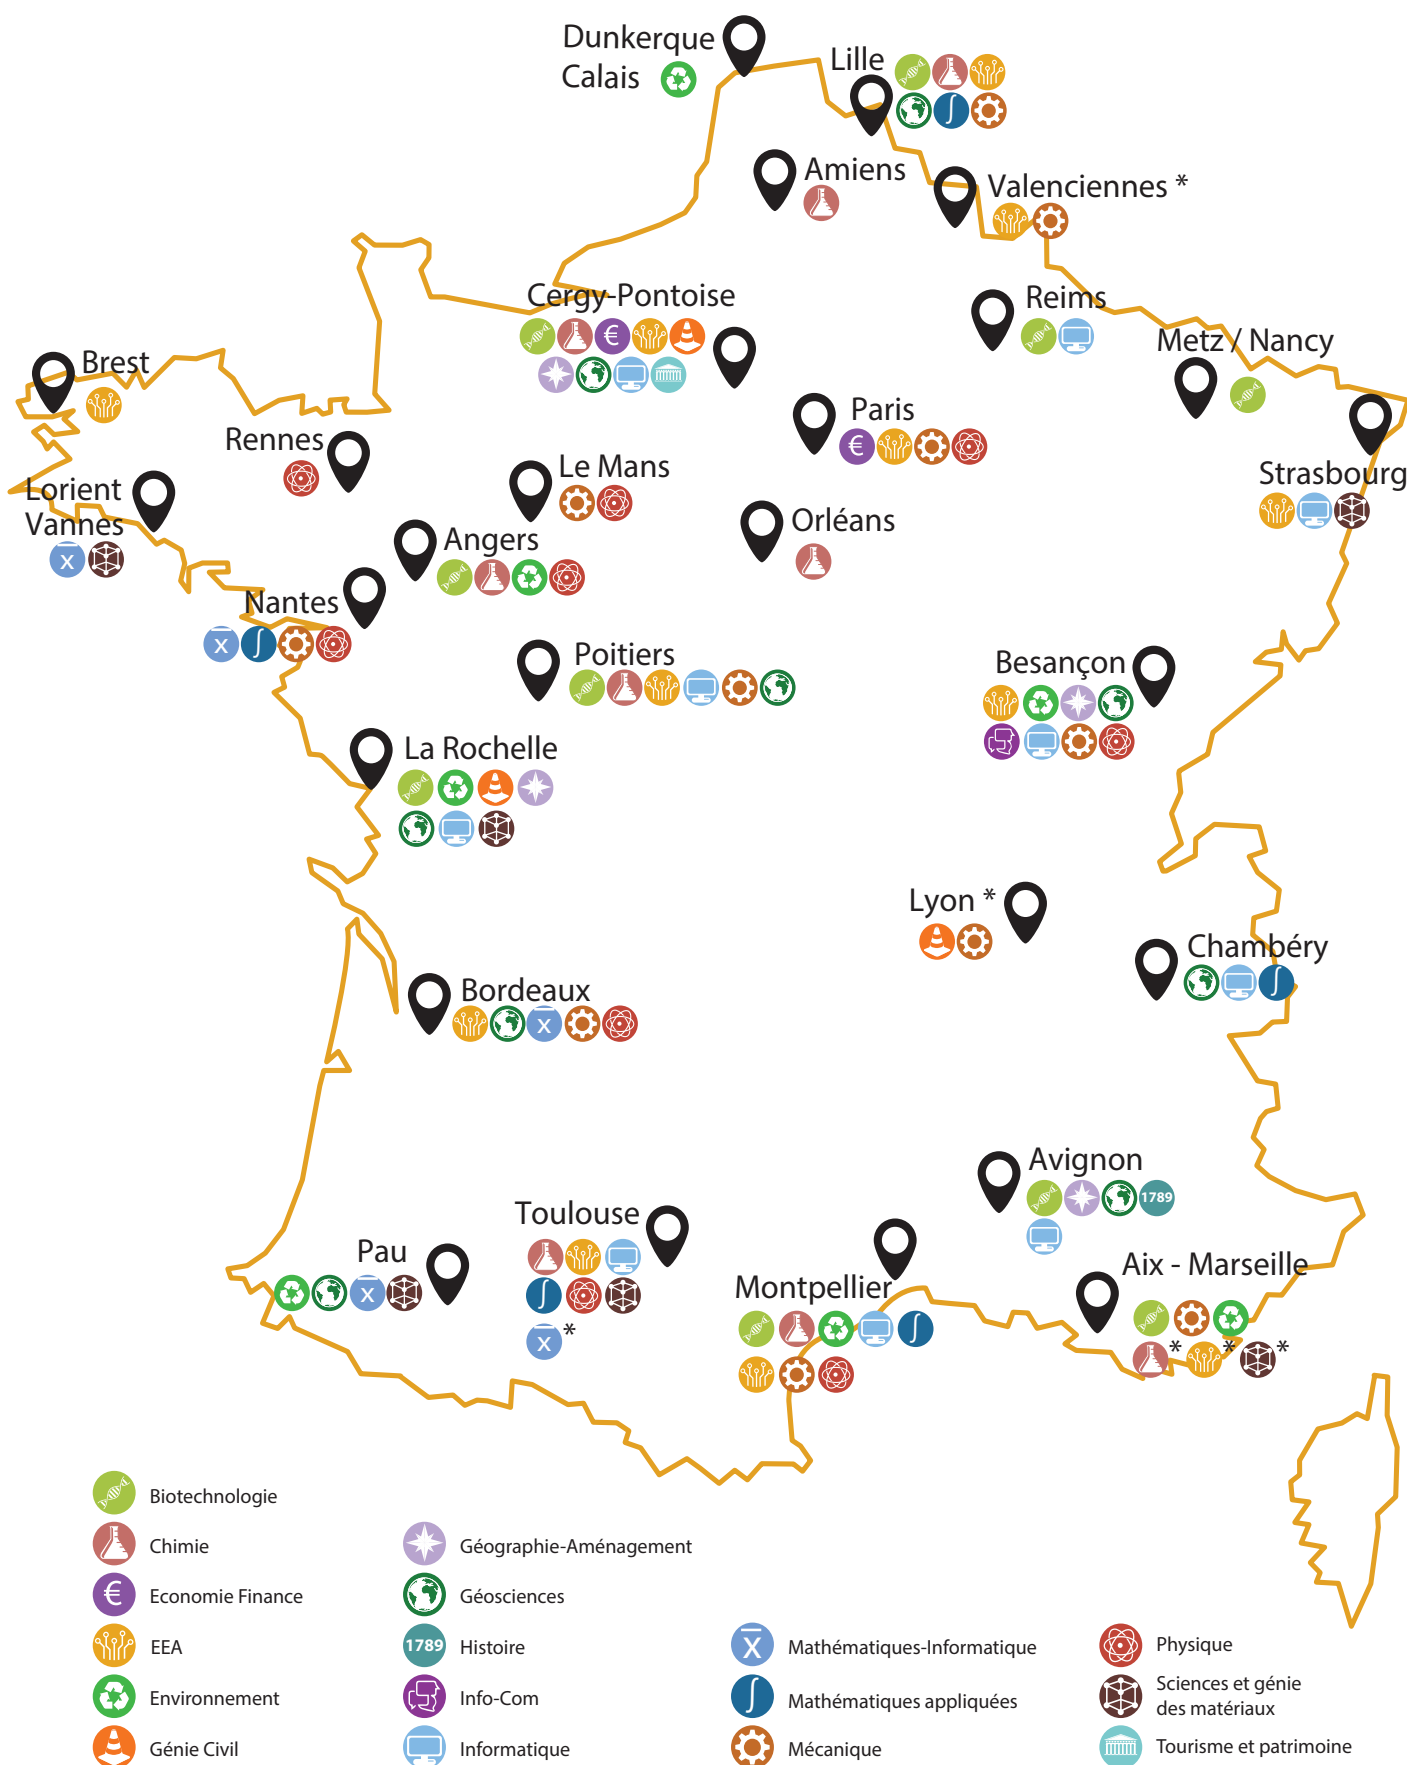 Dunkerque
Calais
Lille
Amiens
Valenciennes *
Cergy-Pontoise
€
Reims
Metz / Nancy
Brest
Paris
€
Rennes
Le Mans
Strasbourg
Lorient
Vannes
x
Orléans
Angers
Nantes
x ∫
Poitiers
Besançon
La Rochelle
Lyon *
Chambéry
∫
Bordeaux
x
Avignon
1789
Toulouse
∫
x *
Pau
x
Aix - Marseille
* * *
Montpellier
∫
Biotechnologie
Chimie
€ Economie Finance
EEA
Environnement
Génie Civil
Géographie-Aménagement
Géosciences
1789 Histoire
Info-Com
Informatique
x Mathématiques-Informatique
∫ Mathématiques appliquées
Mécanique
Physique
Sciences et génie
des matériaux
Tourisme et patrimoine